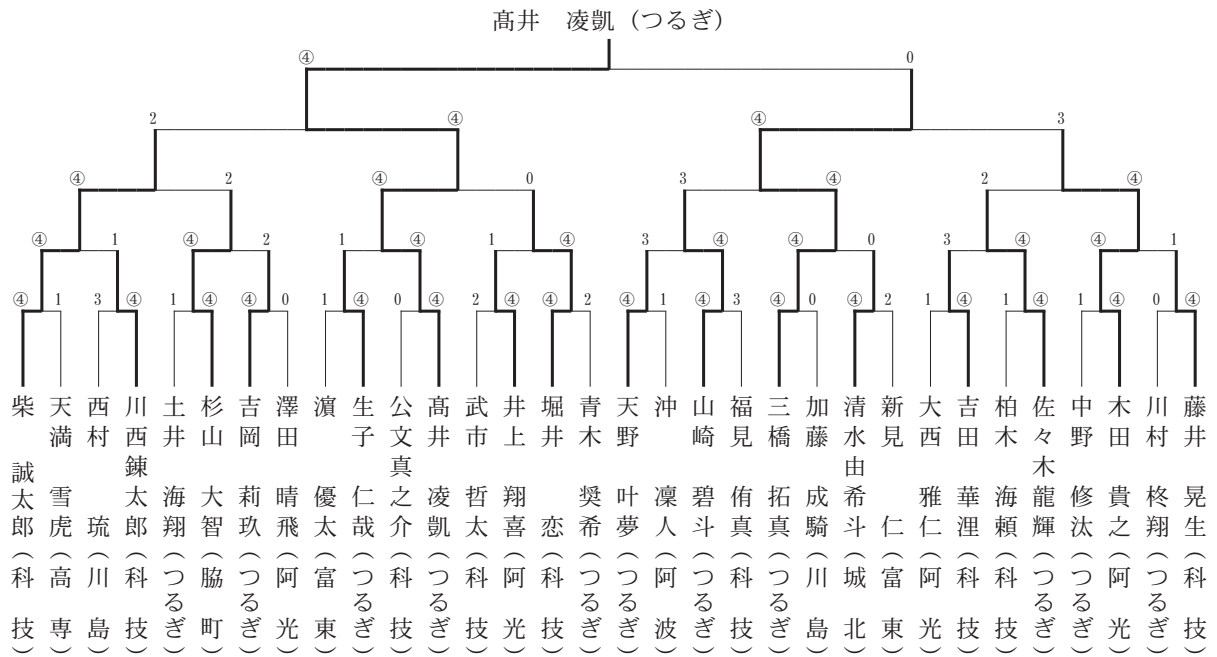 髙井　凌凱（つるぎ）
④ 0
2 ④ ④ 3
④ 2 ④ 0 3 ④ 2 ④
④ 1 ④ 2 1 ④ 1 ④ 3 ④ ④ 0 3 ④ ④ 1
④ 1 3 ④ 1 ④ ④ 0 1 ④ 0 ④ 2 ④ ④ 2 ④ 1 ④ 3 ④ 0 ④ 2 1 ④ 1 ④ 1 ④ 0 ④
柴　誠太郎（科　技）
天満　雪虎（高　専）
西村　琉（川　島）
川西錬太郎（科　技）
土井　海翔（つるぎ）
杉山　大智（脇　町）
吉岡　莉玖（つるぎ）
澤田　晴飛（阿　光）
濵　優太（富　東）
生子　仁哉（つるぎ）
公文真之介（科　技）
髙井　凌凱（つるぎ）
武市　哲太（科　技）
井上　翔喜（阿　光）
堀井　恋（科　技）
青木　奨希（つるぎ）
天野　叶夢（つるぎ）
沖　凜人（阿　波）
山崎　碧斗（つるぎ）
福見　侑真（科　技）
三橋　拓真（つるぎ）
加藤　成騎（川　島）
清水由希斗（城　北）
新見　仁（富　東）
大西　雅仁（阿　光）
吉田　華浬（科　技）
柏木　海頼（科　技）
佐々木龍輝（つるぎ）
中野　修汰（つるぎ）
木田　貴之（阿　光）
川村　柊翔（つるぎ）
藤井　晃生（科　技）